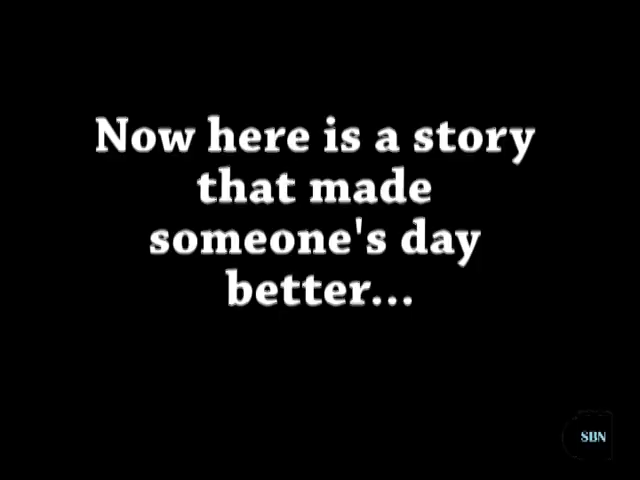 Now here is a story
that made
someone's day
better...
SBN